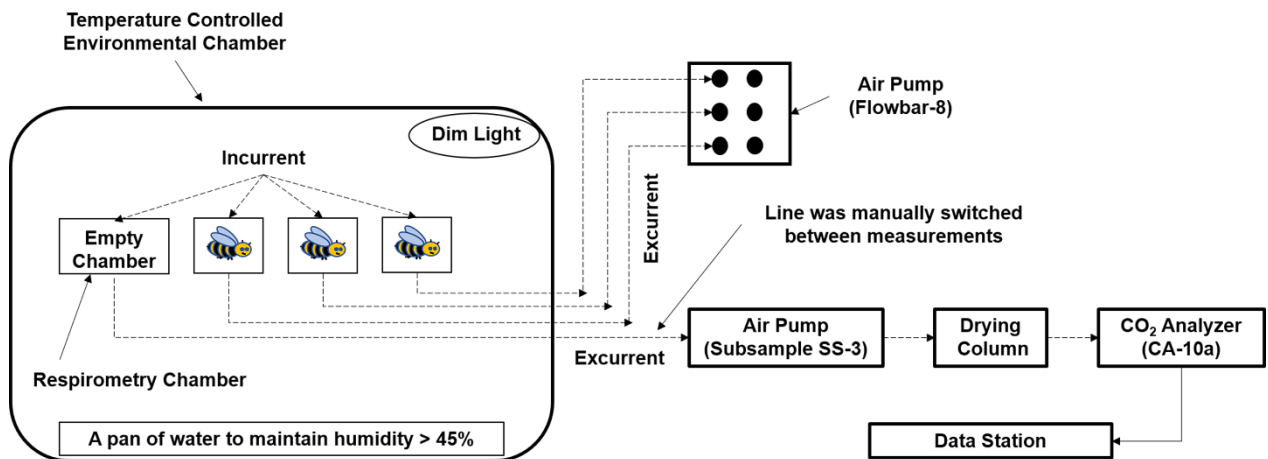 Temperature Controlled
Environmental Chamber
Dim Light
Incurrent
Empty
Chamber
Respirometry Chamber
A pan of water to maintain humidity > 45%
Air Pump
(Flowbar-8)
Excurrent
Line was manually switched
between measurements
Excurrent
Air Pump
(Subsample SS-3)
Drying
Column
CO₂ Analyzer
(CA-10a)
Data Station